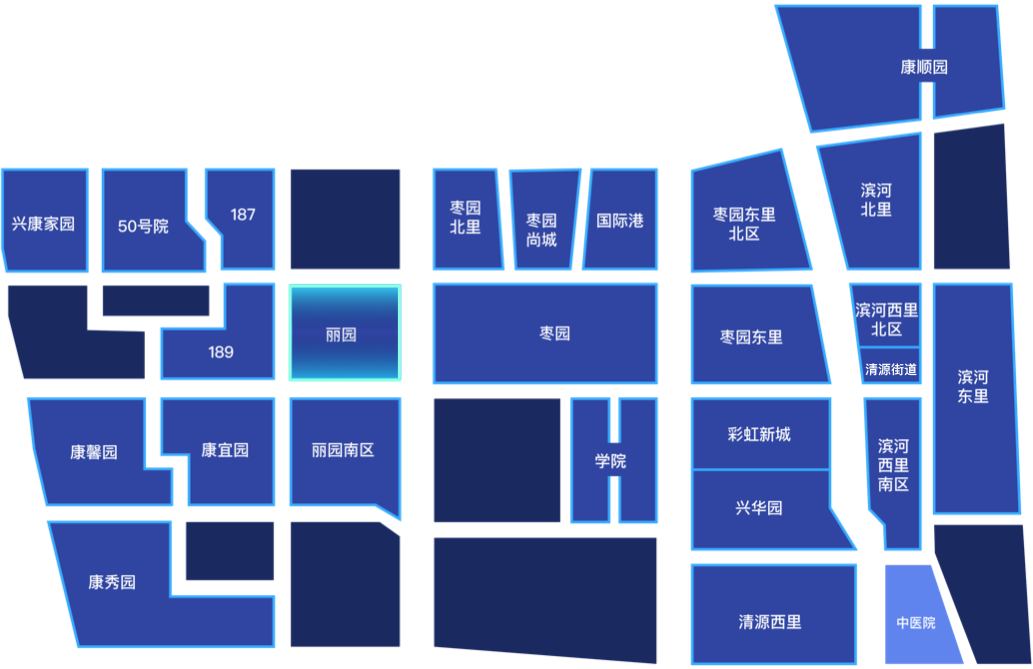 康顺园
兴康家园
50号院
187
枣园
北里
枣园
尚城
国际港
枣园东里
北区
滨河
北里
189
丽园
枣园
枣园东里
滨河西里
北区
清源街道
滨河
东里
康馨园
康宜园
丽园南区
学院
彩虹新城
兴华园
滨河
西里
南区
康秀园
清源西里
中医院